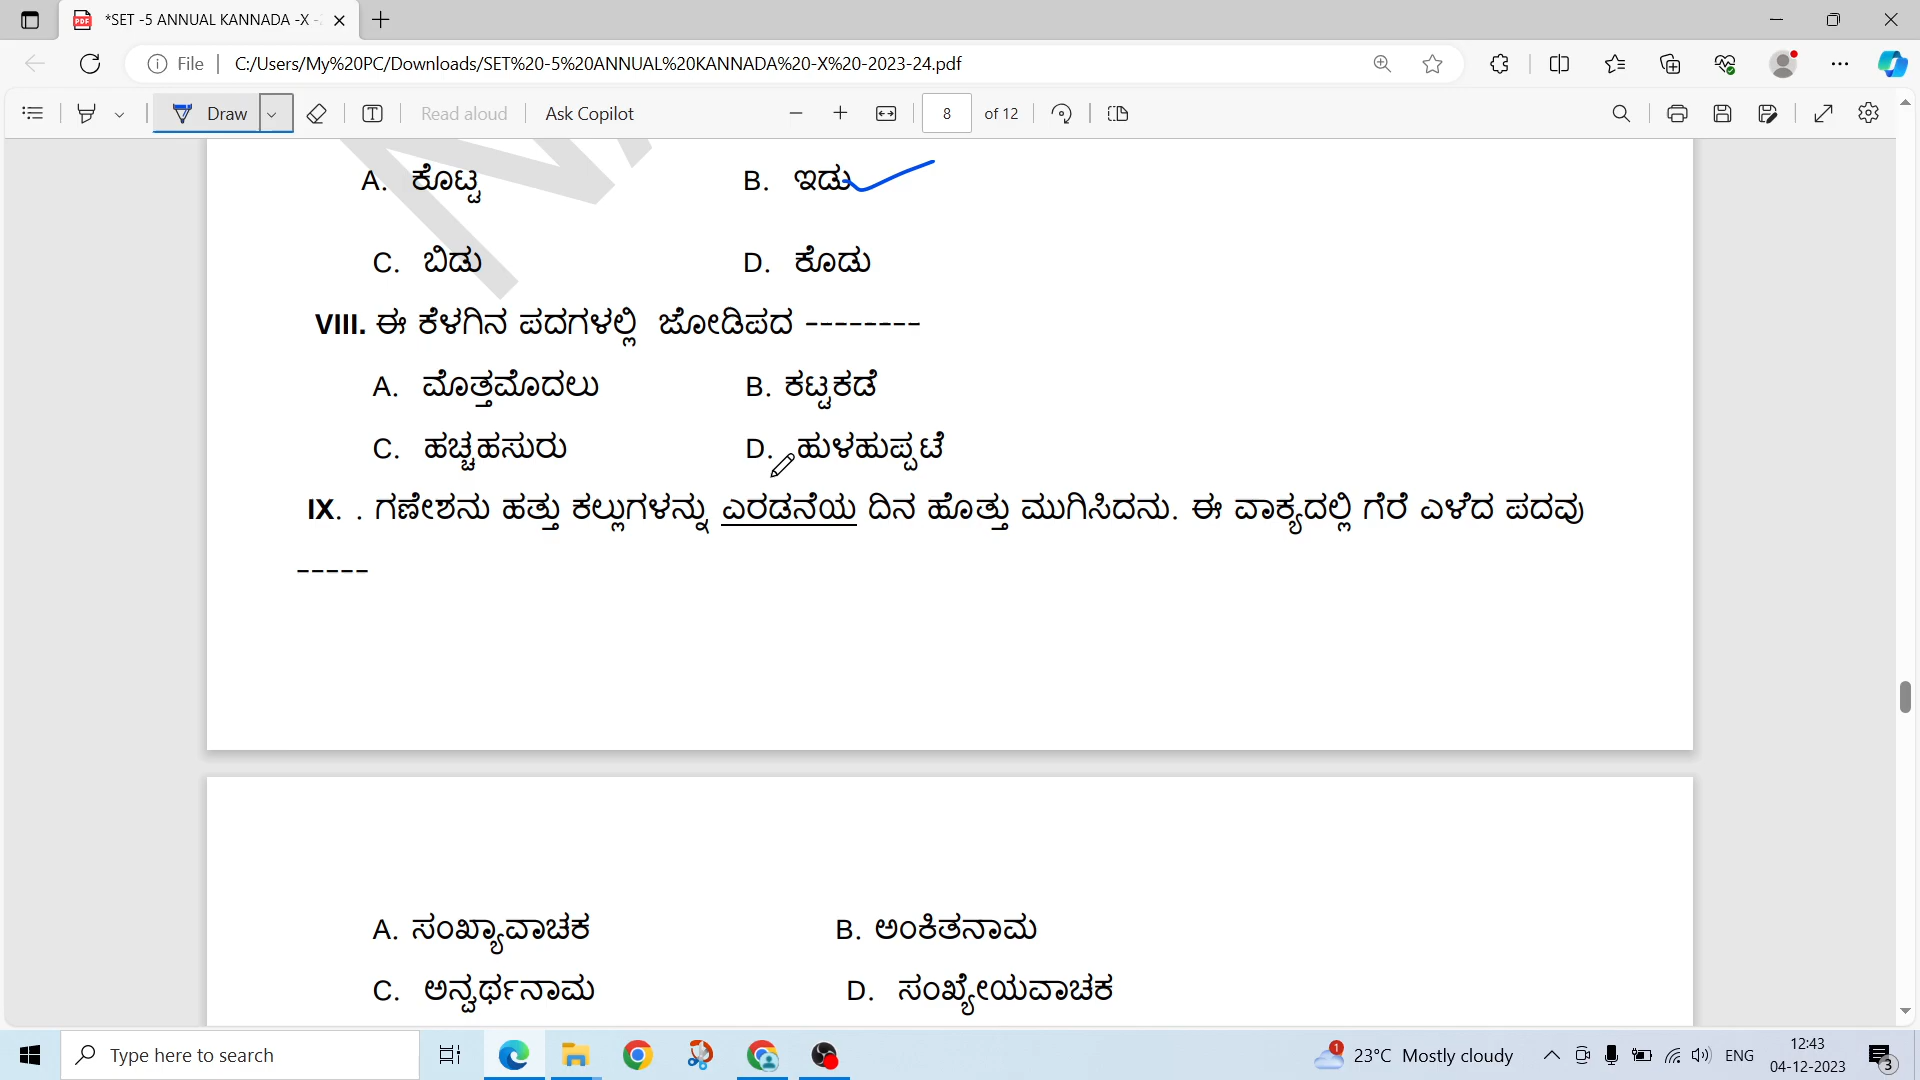 *SET -5 ANNUAL KANNADA -X -2
File
C:/Users/My%20PC/Downloads/SET%20-5%20ANNUAL%20KANNADA%20-X%20-2023-24.pdf
Draw
Read aloud
Ask Copilot
8 of 12
A. ಕೊಟ್ಟ B. ಇಡು
C. ಬಿಡು D. ಕೊಡು
VIII. ಈ ಕೆಳಗಿನ ಪದಗಳಲ್ಲಿ ಜೋಡಿಪದ --------
A. ಮೊತ್ತಮೊದಲು B. ಕಟ್ಟಕಡೆ
C. ಹಚ್ಚಹಸುರು D. ಹುಳಹುಪ್ಪಟೆ
IX. . ಗಣೇಶನು ಹತ್ತು ಕಲ್ಲುಗಳನ್ನು ಎರಡನೆಯ ದಿನ ಹೊತ್ತು ಮುಗಿಸಿದನು. ಈ ವಾಕ್ಯದಲ್ಲಿ ಗೆರೆ ಎಳೆದ ಪದವು
-----
A. ಸಂಖ್ಯಾವಾಚಕ B. ಅಂಕಿತನಾಮ
C. ಅನ್ವರ್ಥನಾಮ D. ಸಂಖ್ಯೇಯವಾಚಕ
Type here to search
1 23°C Mostly cloudy
ENG
12:43
04-12-2023
3